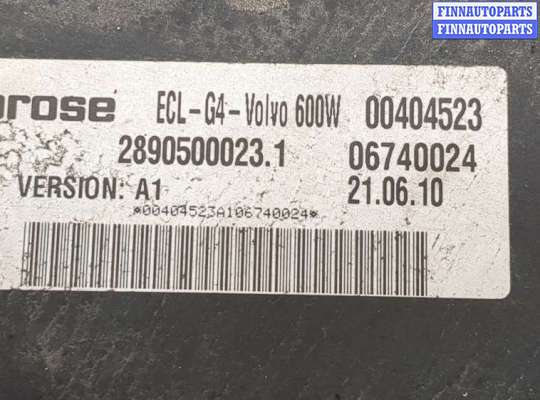 FINNAUTOPARTS
FINNAUTOPARTS
rose ECL-G4-Volvo 600W 00404523
2890500023.1 06740024
VERSION: A1 21.06.10
*00404523A106740024*